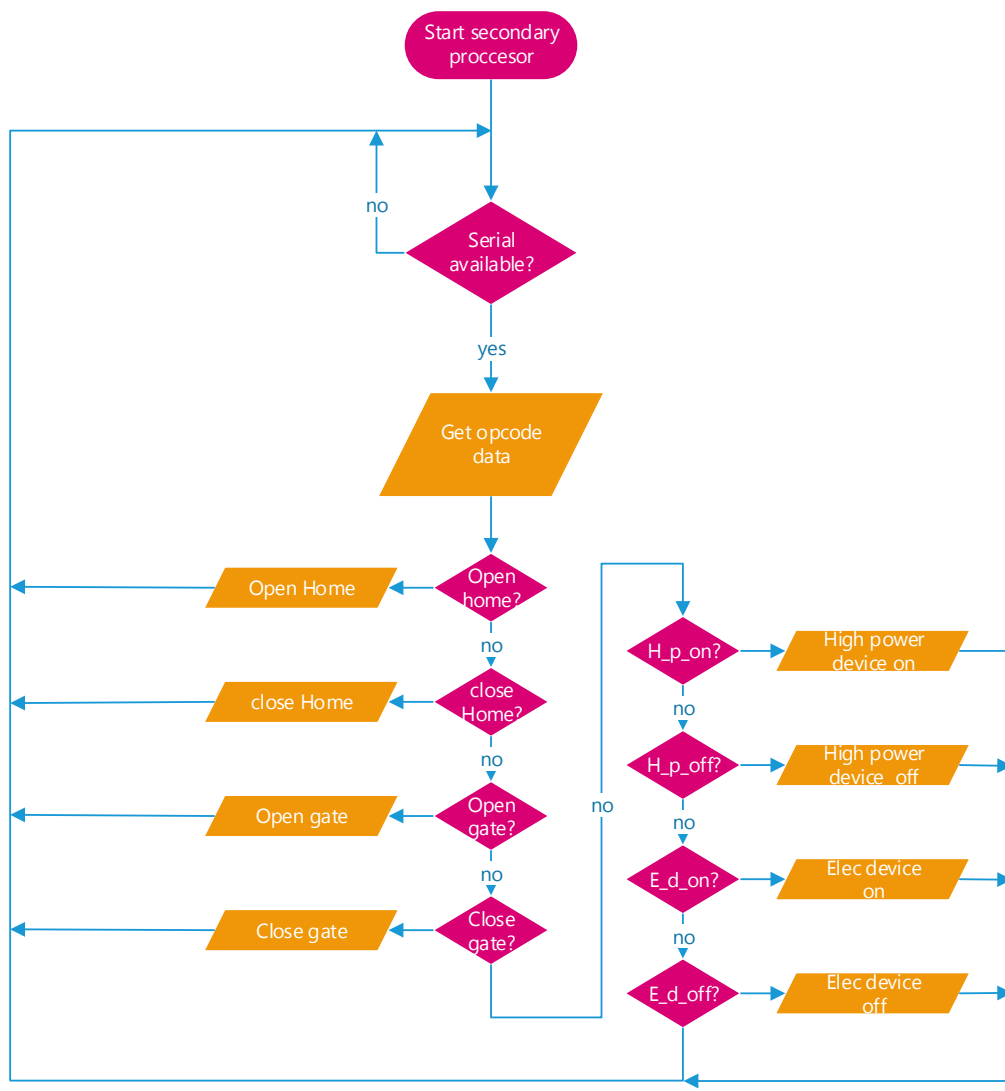 Start secondary
proccesor
no
Serial
available?
yes
Get opcode
data
Open Home
Open
home?
no
close Home
close
Home?
no
Open gate
Open
gate?
no
Close gate
Close
gate?
no
H_p_on?
High power
device on
no
H_p_off?
High power
device off
no
E_d_on?
Elec device
on
no
E_d_off?
Elec device
off